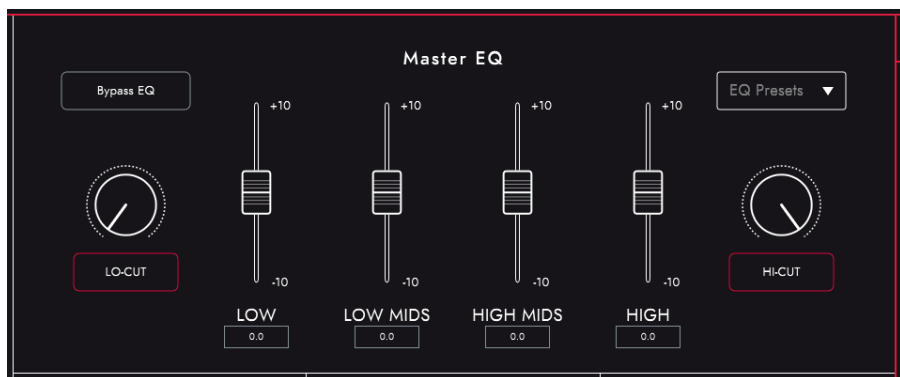 Master EQ
Bypass EQ
EQ Presets
+10 +10 +10 +10
LO-CUT
HI-CUT
-10 -10 -10 -10
LOW LOW MIDS HIGH MIDS HIGH
0.0 0.0 0.0 0.0